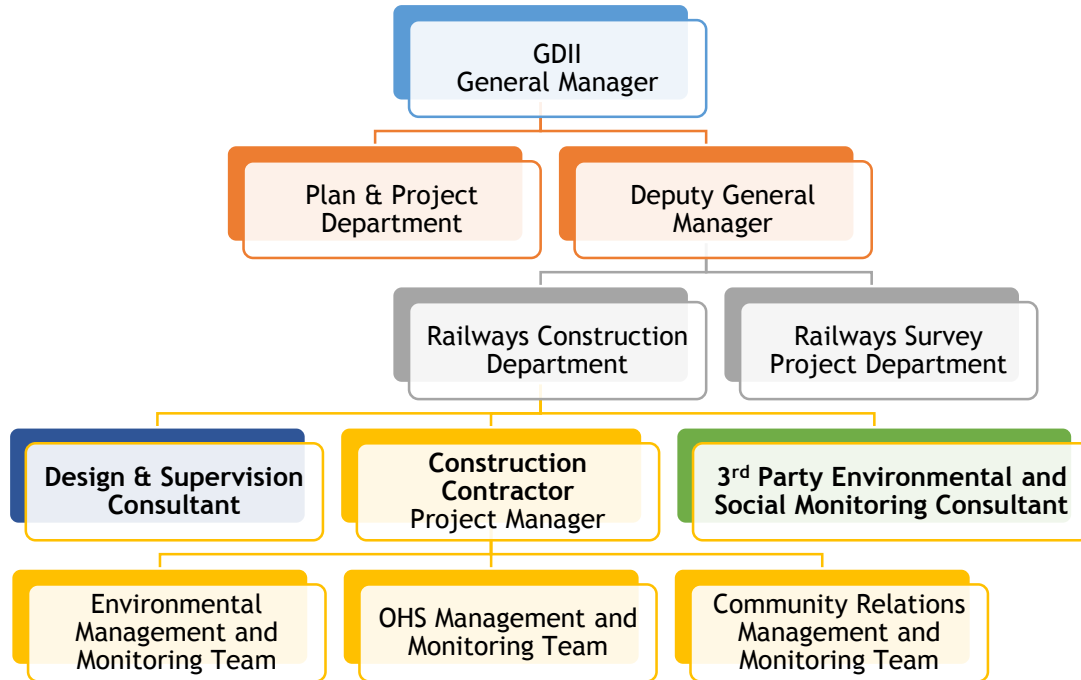 GDII
General Manager
Plan & Project
Department
Deputy General
Manager
Railways Construction
Department
Railways Survey
Project Department
Design & Supervision
Consultant
Construction
Contractor
Project Manager
3rd Party Environmental and
Social Monitoring Consultant
Environmental
Management and
Monitoring Team
OHS Management and
Monitoring Team
Community Relations
Management and
Monitoring Team